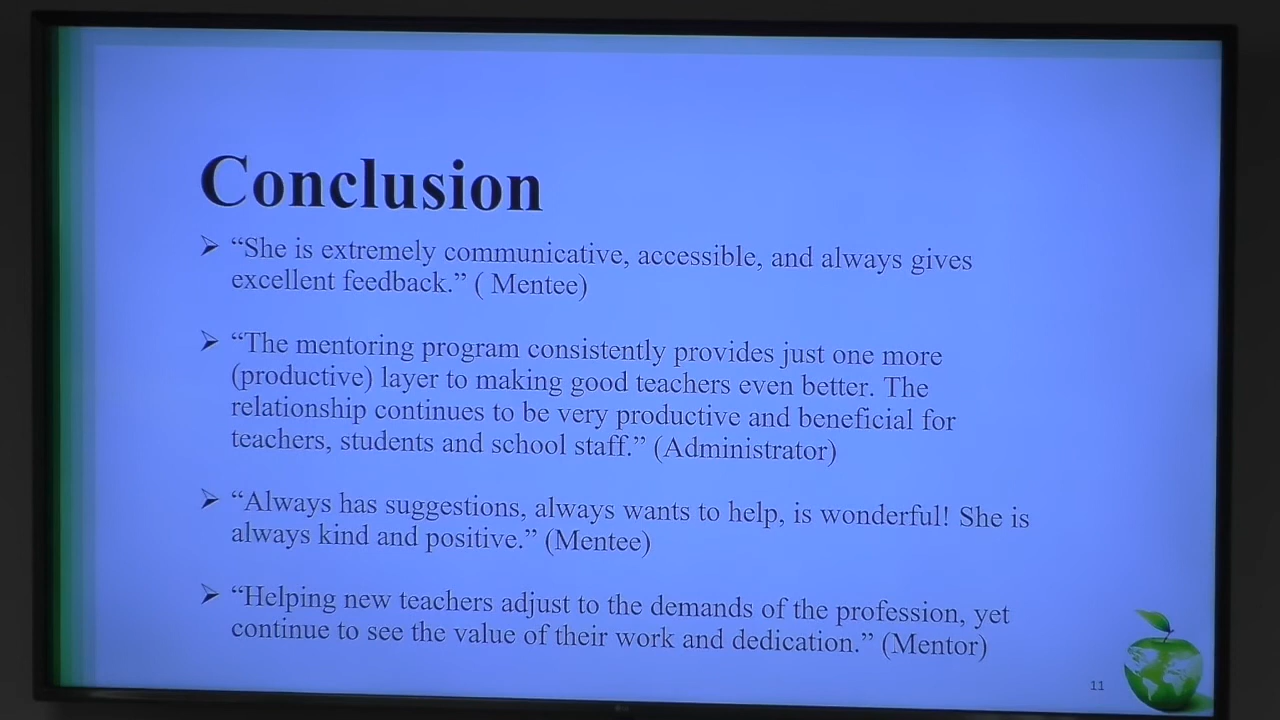 Conclusion
➢ “She is extremely communicative, accessible, and always gives
excellent feedback.” ( Mentee)
➢ “The mentoring program consistently provides just one more
(productive) layer to making good teachers even better. The
relationship continues to be very productive and beneficial for
teachers, students and school staff.” (Administrator)
➢ “Always has suggestions, always wants to help, is wonderful! She is
always kind and positive.” (Mentee)
➢ “Helping new teachers adjust to the demands of the profession, yet
continue to see the value of their work and dedication.” (Mentor)
11